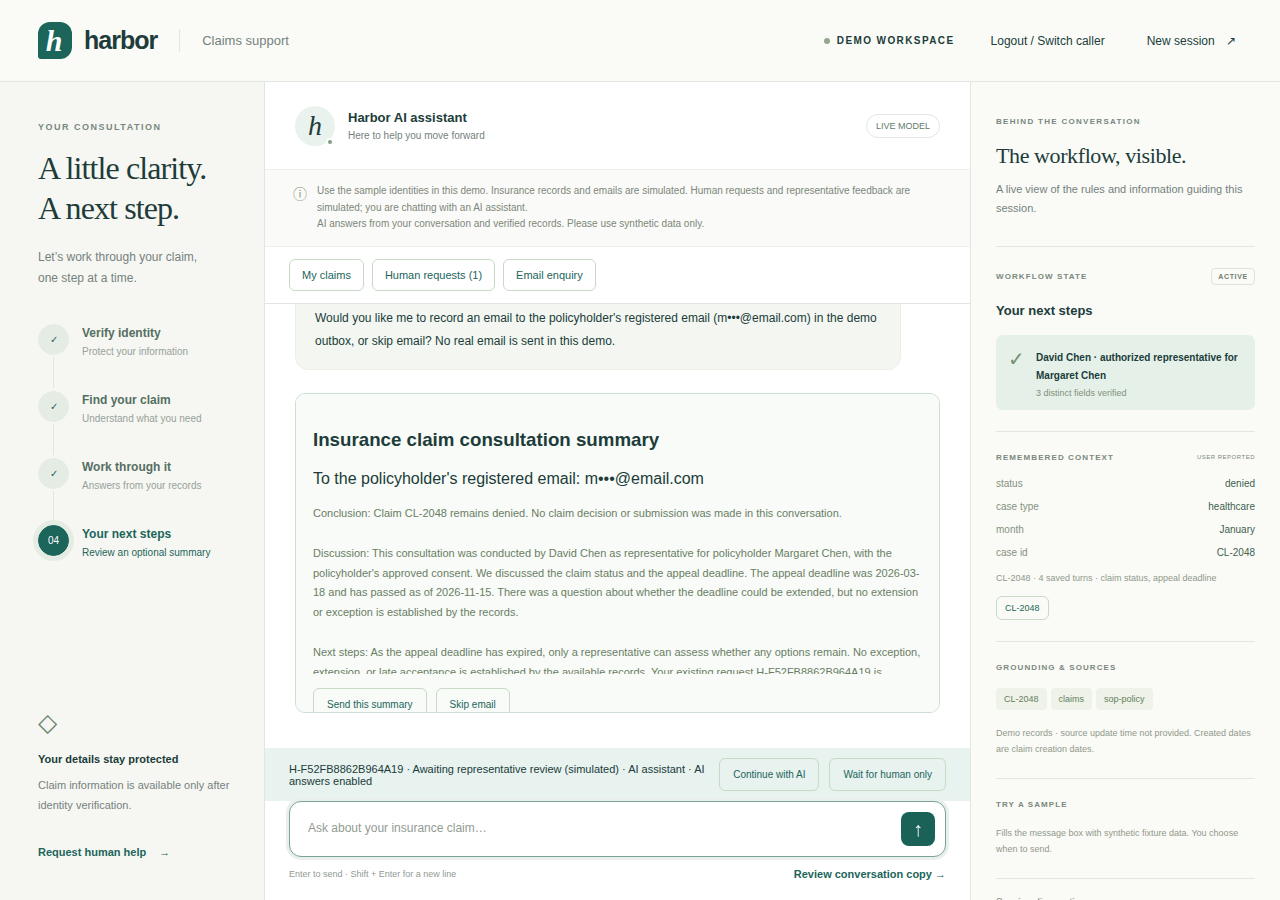 h harbor
Claims support
DEMO WORKSPACE
Logout / Switch caller
New session ↗
YOUR CONSULTATION
A little clarity.
A next step.
Let's work through your claim,
one step at a time.
✓ Verify identity
Protect your information
✓ Find your claim
Understand what you need
✓ Work through it
Answers from your records
04 Your next steps
Review an optional summary
Your details stay protected
Claim information is available only after
identity verification.
Request human help →
h Harbor AI assistant
Here to help you move forward
LIVE MODEL
Use the sample identities in this demo. Insurance records and emails are simulated. Human requests and representative feedback are
simulated; you are chatting with an AI assistant.
AI answers from your conversation and verified records. Please use synthetic data only.
My claims
Human requests (1)
Email enquiry
Would you like me to record an email to the policyholder's registered email (m•••@email.com) in the demo
outbox, or skip email? No real email is sent in this demo.
Insurance claim consultation summary
To the policyholder's registered email: m•••@email.com
Conclusion: Claim CL-2048 remains denied. No claim decision or submission was made in this conversation.
Discussion: This consultation was conducted by David Chen as representative for policyholder Margaret Chen, with the
policyholder's approved consent. We discussed the claim status and the appeal deadline. The appeal deadline was 2026-03-
18 and has passed as of 2026-11-15. There was a question about whether the deadline could be extended, but no extension
or exception is established by the records.
Next steps: As the appeal deadline has expired, only a representative can assess whether any options remain. No exception,
extension, or late acceptance is established by the available records. Your existing request H-F52FB8862B964A19 is
Send this summary
Skip email
H-F52FB8862B964A19 · Awaiting representative review (simulated) · AI assistant · AI
answers enabled
Continue with AI
Wait for human only
Ask about your insurance claim…
↑
Enter to send · Shift + Enter for a new line
Review conversation copy →
BEHIND THE CONVERSATION
The workflow, visible.
A live view of the rules and information guiding this
session.
WORKFLOW STATE
ACTIVE
Your next steps
✓ David Chen · authorized representative for
Margaret Chen
3 distinct fields verified
REMEMBERED CONTEXT
USER REPORTED
status denied
case type healthcare
month January
case id CL-2048
CL-2048 · 4 saved turns · claim status, appeal deadline
CL-2048
GROUNDING & SOURCES
CL-2048 claims sop-policy
Demo records · source update time not provided. Created dates
are claim creation dates.
TRY A SAMPLE
Fills the message box with synthetic fixture data. You choose
when to send.